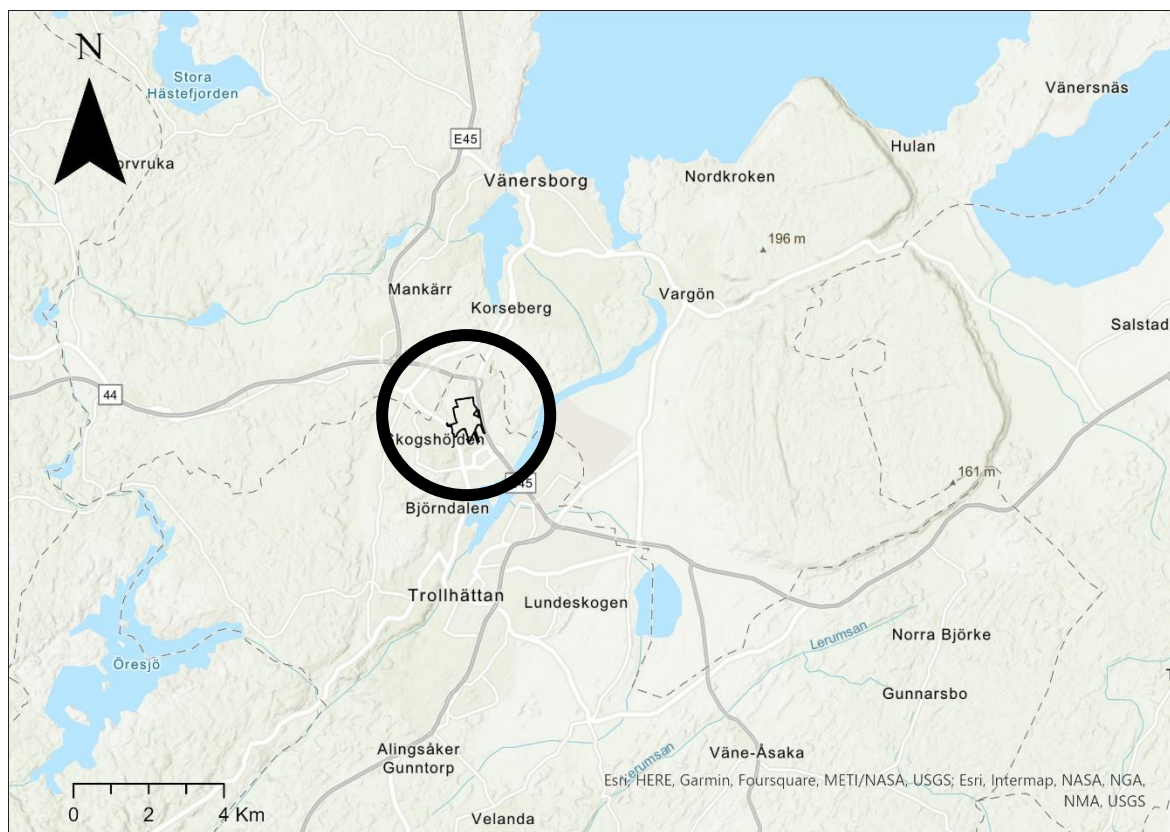 N
Stora
Hästefjorden
Vänersnäs
E45
Hulan
orvruka
Vänersborg
Nordkroken
196 m
Mankärr
Vargön
Korseberg
Salstad
44
Skogshöjden
161 m
E45
Björndalen
Trollhättan
Lundeskogen
Lerumsan
Norra Björke
Öresjö
Gunnarsbo
Alingsåker
Gunntorp
Lerumsan
Väne-Åsaka
Esri, HERE, Garmin, Foursquare, METI/NASA, USGS; Esri, Intermap, NASA, NGA,
NMA, USGS
0 2 4 Km
Velanda